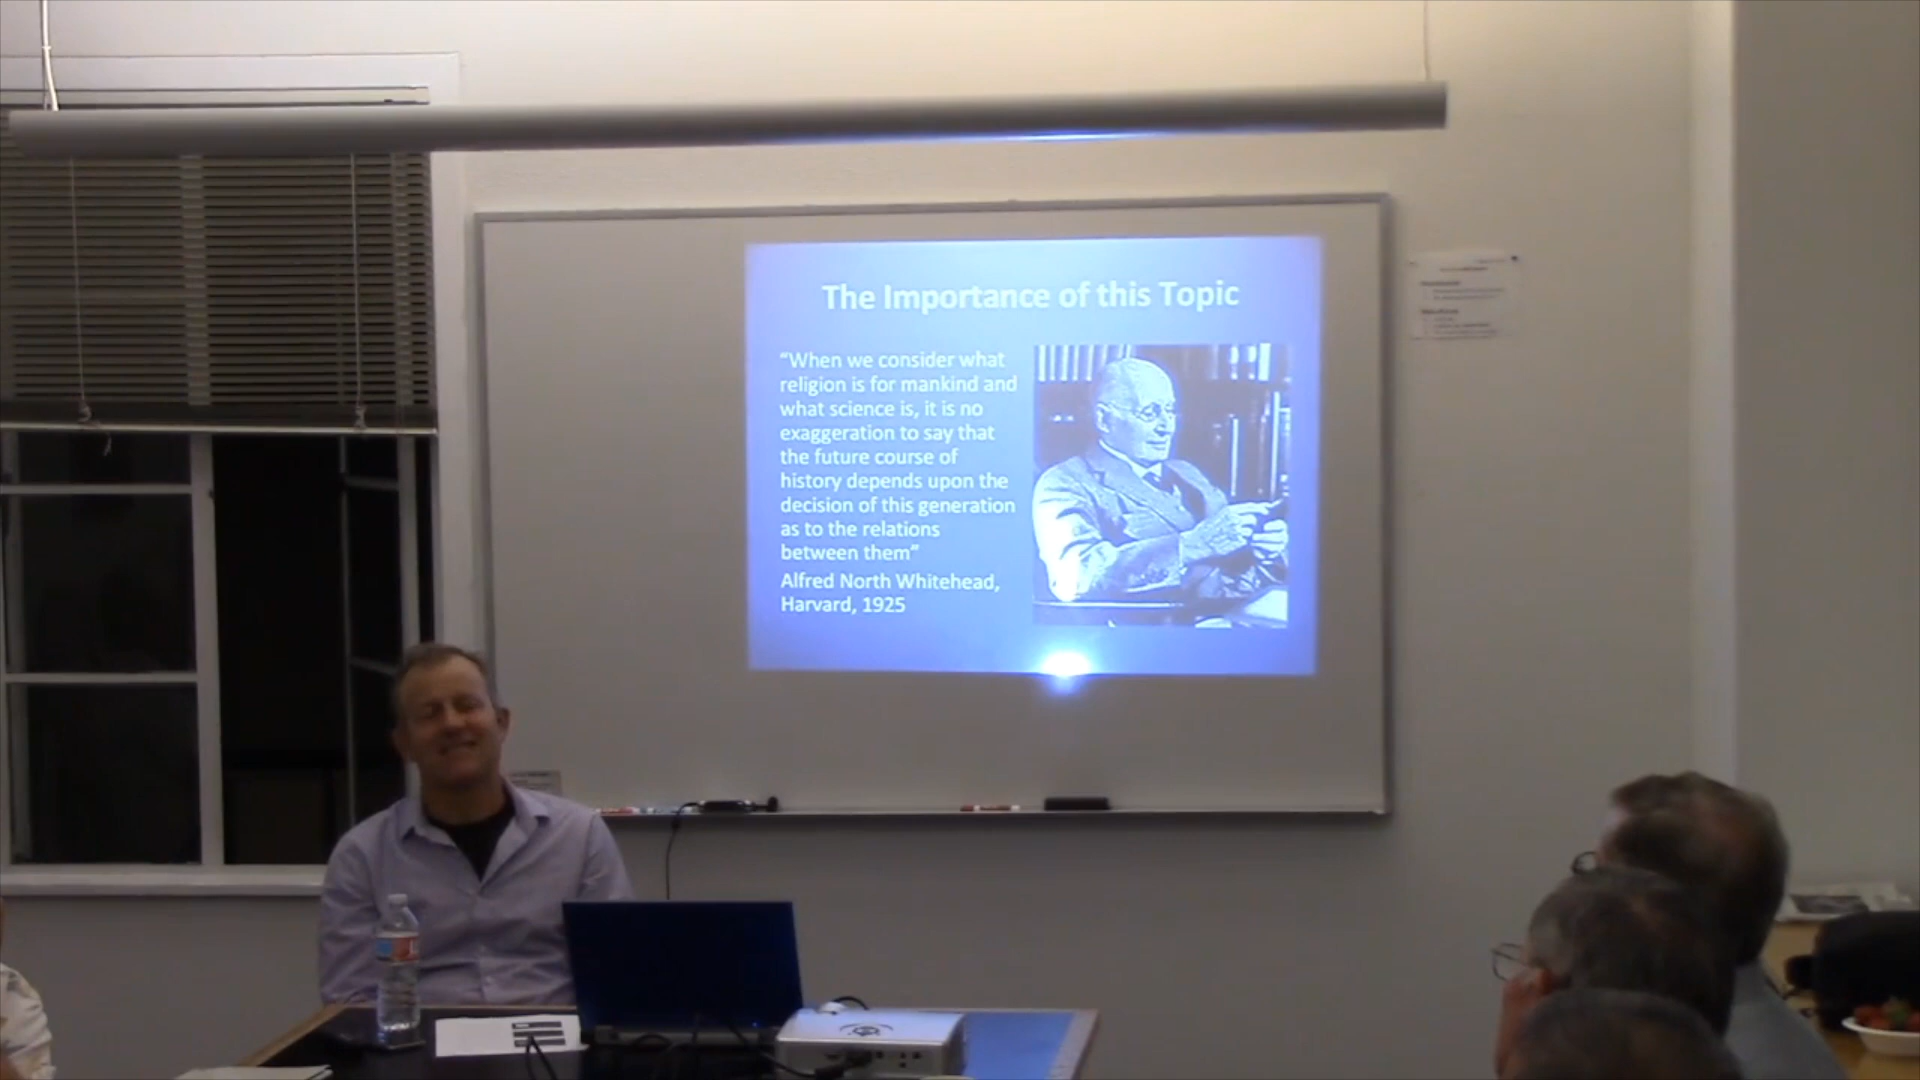 The Importance of this Topic
“When we consider what
religion is for mankind and
what science is, it is no
exaggeration to say that
the future course of
history depends upon the
decision of this generation
as to the relations
between them”
Alfred North Whitehead,
Harvard, 1925